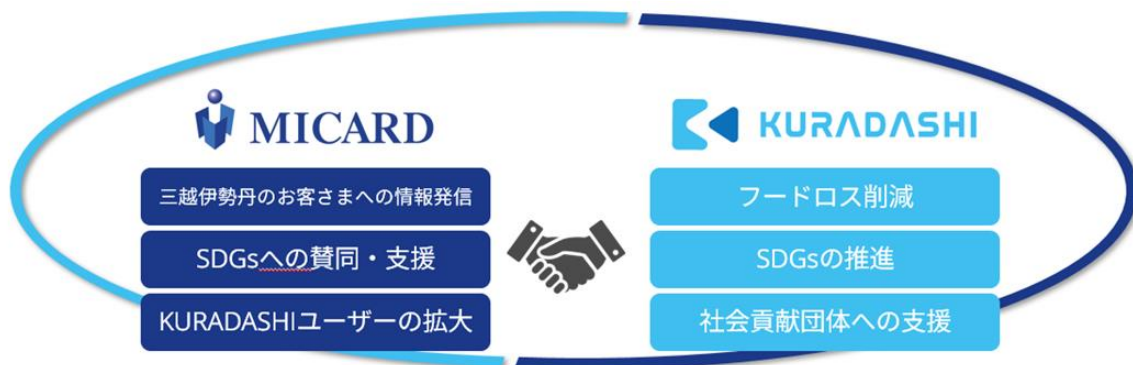 MICARD
三越伊勢丹のお客さまへの情報発信
SDGsへの賛同・支援
KURADASHIユーザーの拡大
KURADASHI
フードロス削減
SDGsの推進
社会貢献団体への支援